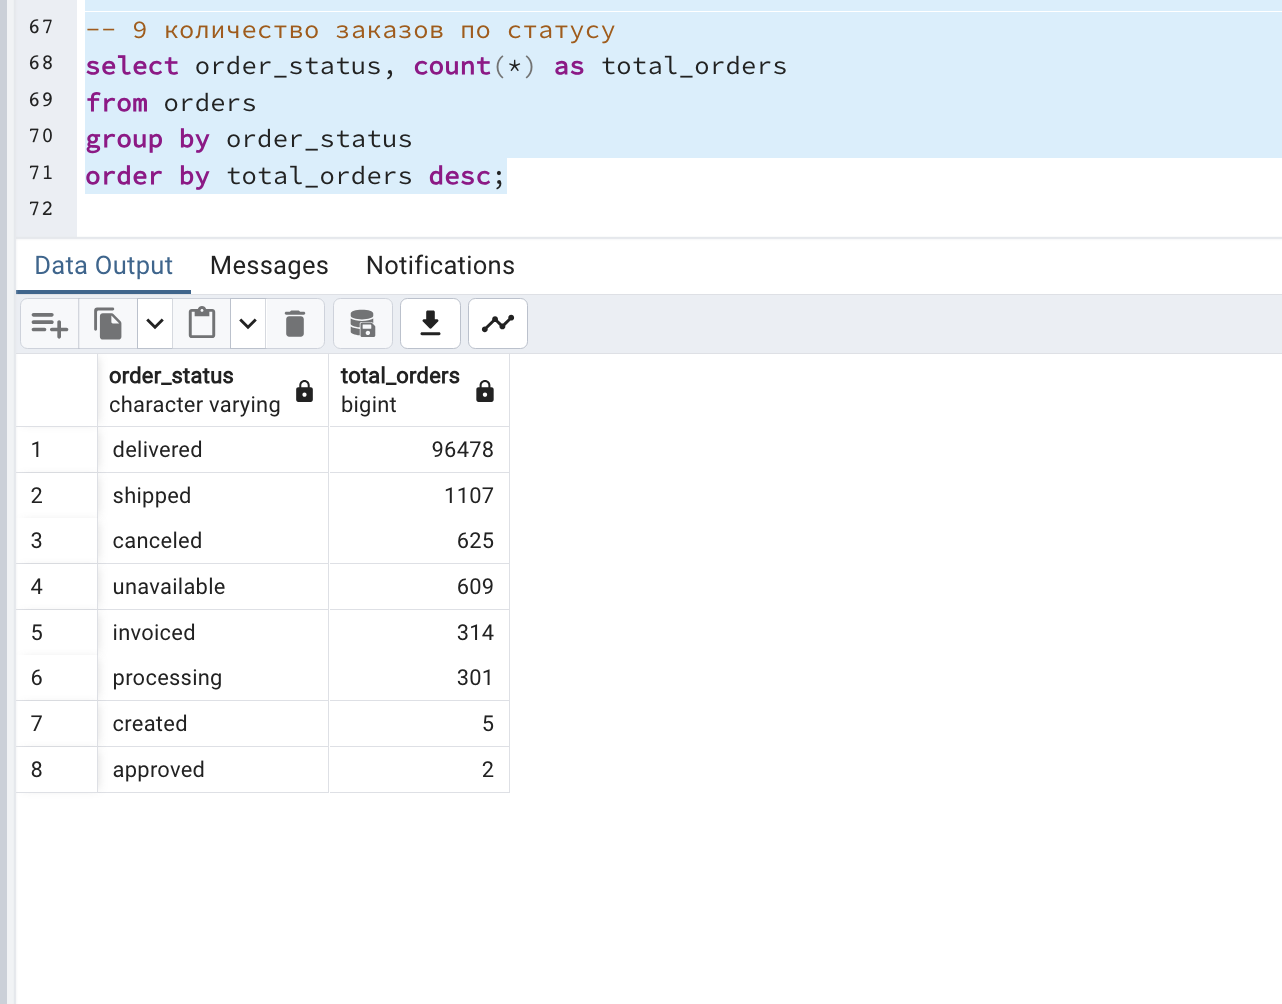 67 -- 9 количество заказов по статусу
68 select order_status, count(*) as total_orders
69 from orders
70 group by order_status
71 order by total_orders desc;
72
Data Output Messages Notifications
order_status total_orders
character varying bigint
1 delivered 96478
2 shipped 1107
3 canceled 625
4 unavailable 609
5 invoiced 314
6 processing 301
7 created 5
8 approved 2